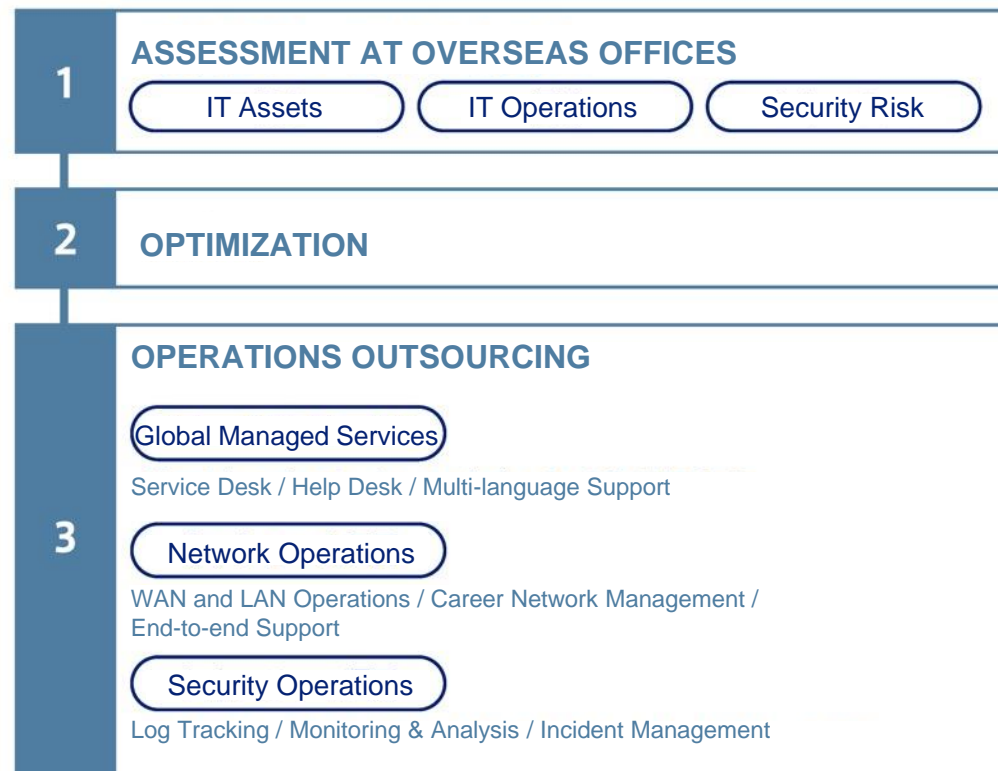 1
ASSESSMENT AT OVERSEAS OFFICES
IT Assets
IT Operations
Security Risk
2
OPTIMIZATION
3
OPERATIONS OUTSOURCING
Global Managed Services
Service Desk / Help Desk / Multi-language Support
Network Operations
WAN and LAN Operations / Career Network Management /
End-to-end Support
Security Operations
Log Tracking / Monitoring & Analysis / Incident Management